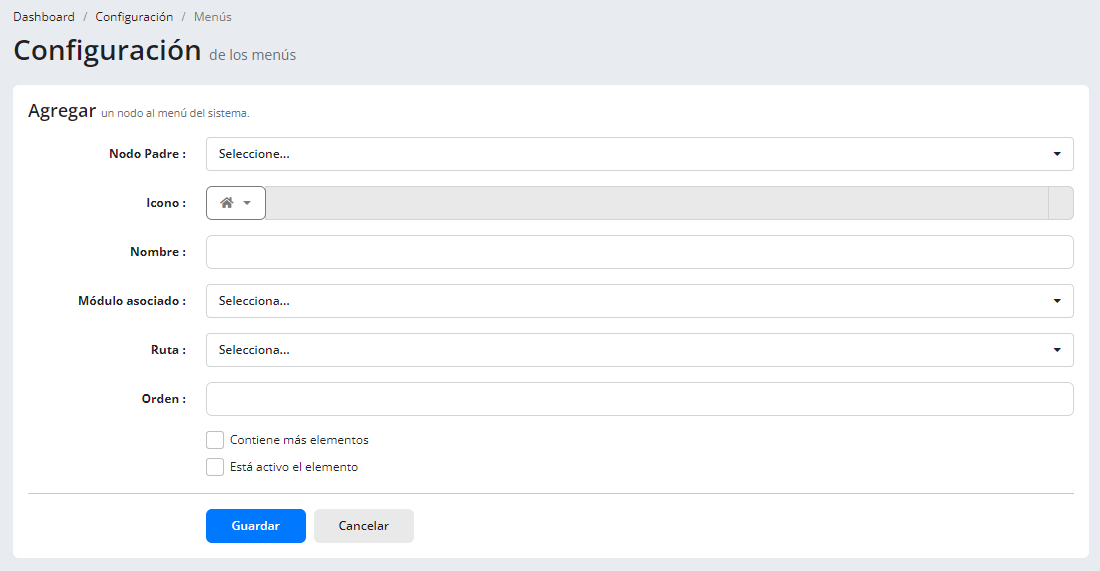 Dashboard / Configuración / Menús
Configuración de los menús
Agregar un nodo al menú del sistema.
Nodo Padre : Seleccione...
Icono :
Nombre :
Módulo asociado : Selecciona...
Ruta : Selecciona...
Orden :
Contiene más elementos
Está activo el elemento
Guardar Cancelar